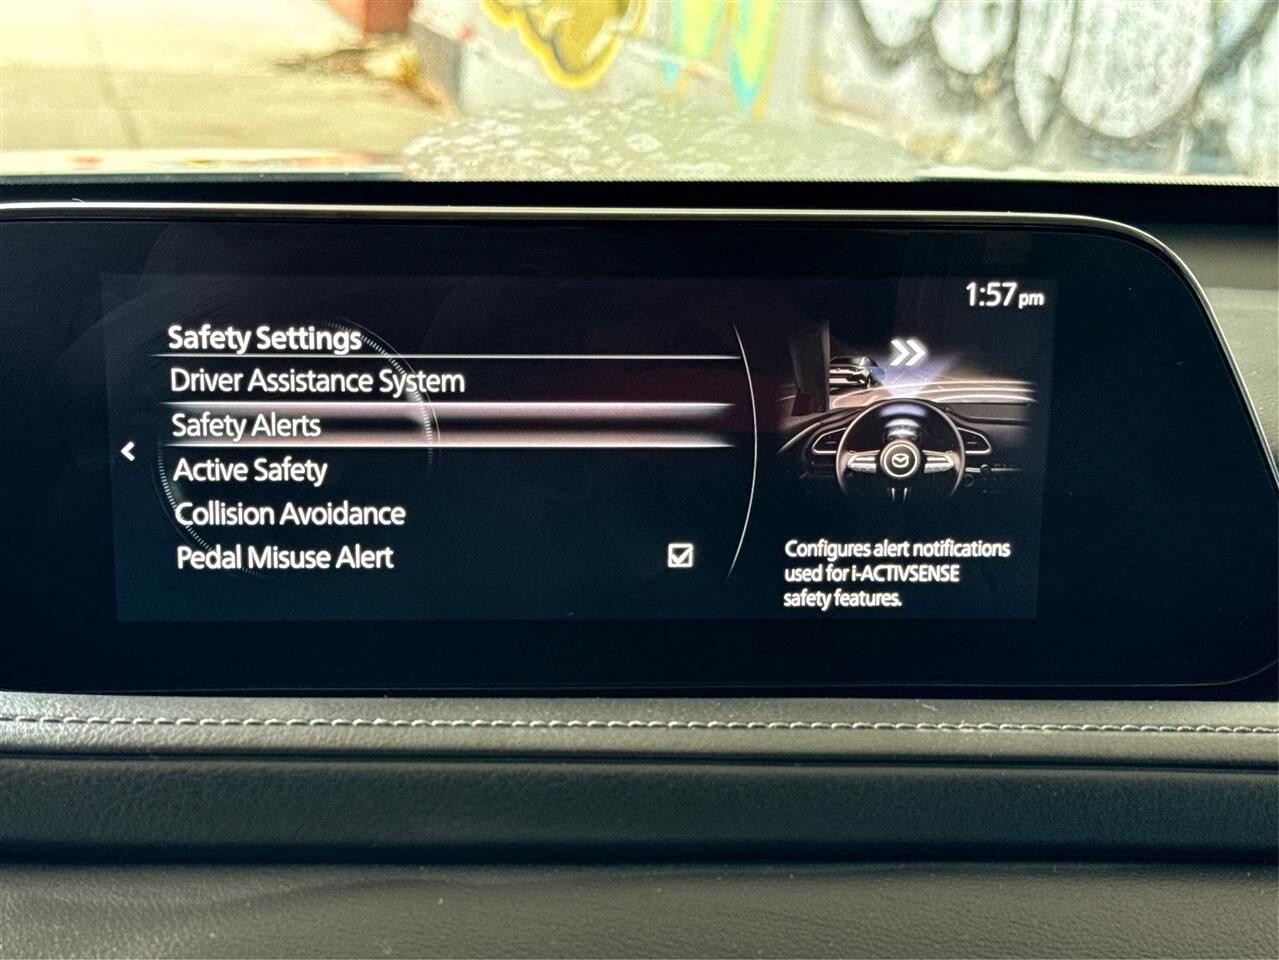 1:57 pm
Safety Settings
Driver Assistance System
Safety Alerts
Active Safety
Collision Avoidance
Pedal Misuse Alert
Configures alert notifications
used for i-ACTIVSENSE
safety features.